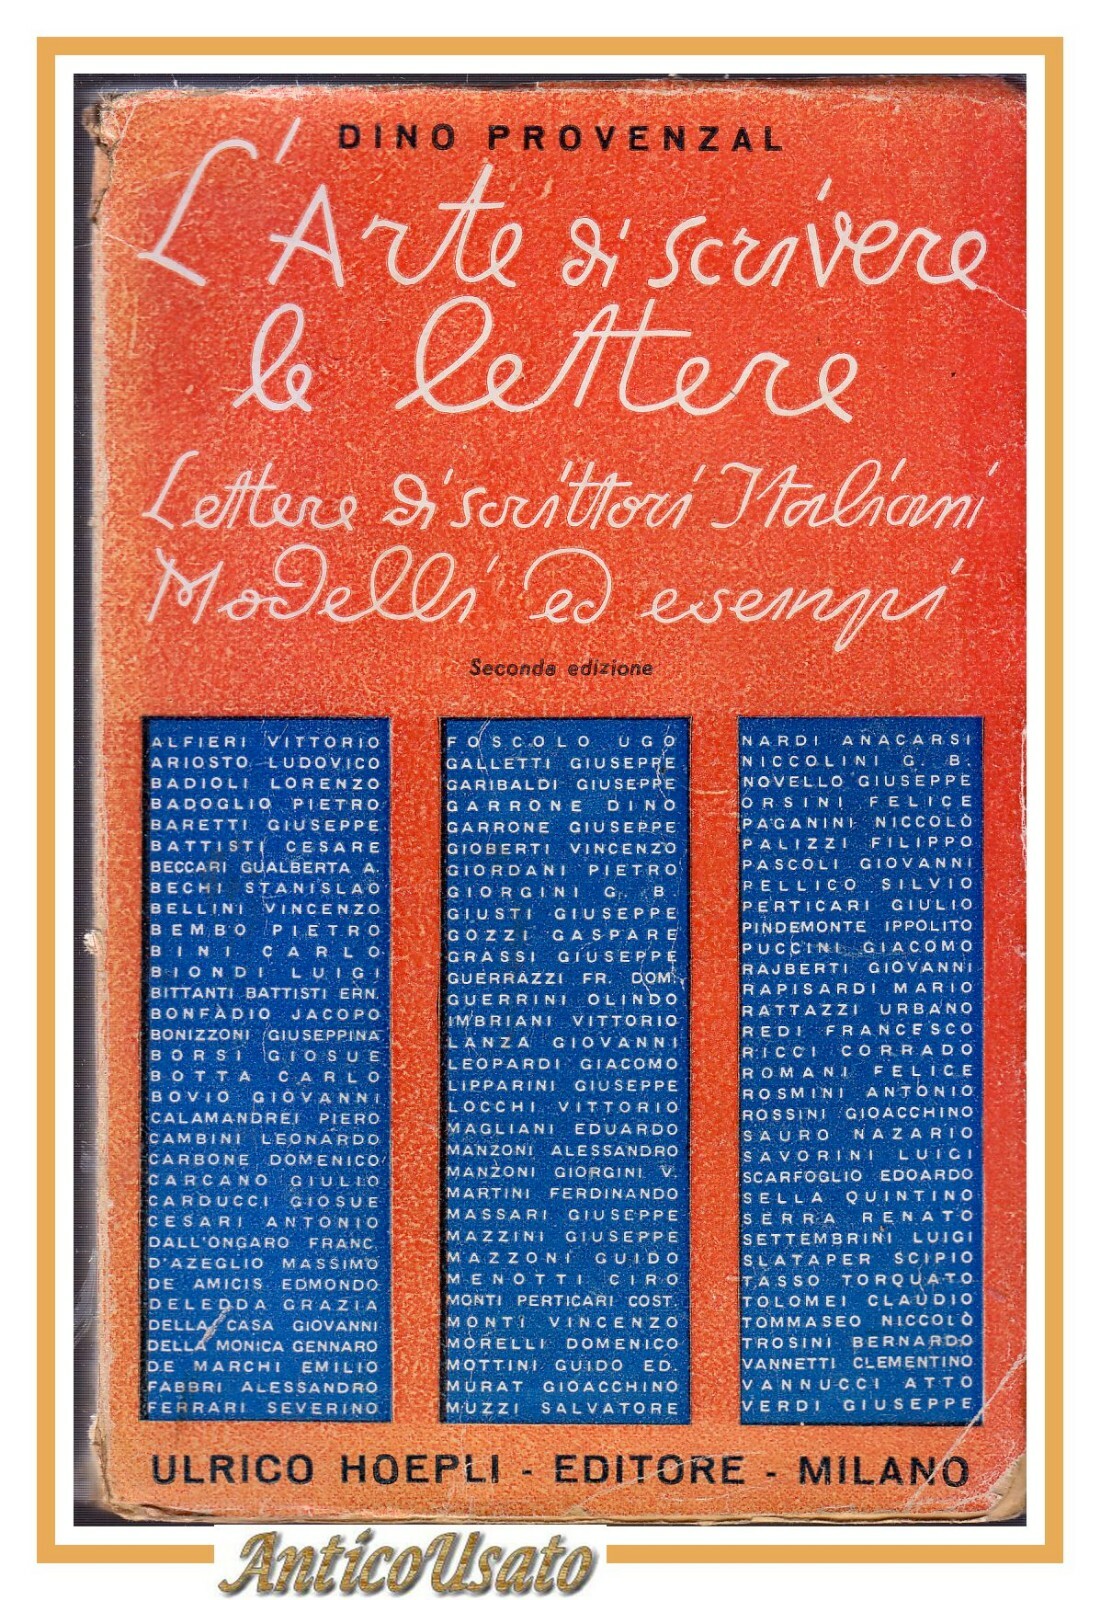 DINO PROVENZAL
L'Arte di scrivere
le lettere
Lettere di scrittori Italiani
Modelli ed esempi
Seconda edizione
ALFIERI VITTORIO
ARIOSTO LUDOVICO
BADIOLI LORENZO
BADOGLIO PIETRO
BARETTI GIUSEPPE
BATTISTI CESARE
BECCARI GUALBERTA A.
BECHI STANISLAO
BELLINI VINCENZO
BEMBO PIETRO
BINI CARLO
BIONDI LUIGI
BITTANTI BATTISTI ERN.
BONFADIO JACOPO
BONIZZONI GIUSEPPINA
BORSI GIOSUE
BOTTA CARLO
BOVIO GIOVANNI
CALAMANDREI PIERO
CAMBINI LEONARDO
CARBONE DOMENICO
CARCANO GIULIO
CARDUCCI GIOSUE
CESARI ANTONIO
DALL'ONGARO FRANC.
D'AZEGLIO MASSIMO
DE AMICIS EDMONDO
DELEDDA GRAZIA
DELLA CASA GIOVANNI
DELLA MONICA GENNARO
DE MARCHI EMILIO
FABBRI ALESSANDRO
FERRARI SEVERINO
FOSCOLO UGO
GALLETTI GIUSEPPE
GARIBALDI GIUSEPPE
GARRONE DINO
GARRONE GIUSEPPE
GIOBERTI VINCENZO
GIORDANI PIETRO
GIORGINI G. B.
GIUSTI GIUSEPPE
GOZZI GASPARE
GRASSI GIUSEPPE
GUERRAZZI FR. DOM.
GUERRINI OLINDO
IMBRIANI VITTORIO
LANZA GIOVANNI
LEOPARDI GIACOMO
LIPPARINI GIUSEPPE
LOCCHI VITTORIO
MAGLIANI EDUARDO
MANZONI ALESSANDRO
MANZONI GIORGINI V.
MARTINI FERDINANDO
MASSARI GIUSEPPE
MAZZINI GIUSEPPE
MAZZONI GUIDO
MENOTTI CIRO
MONTI PERTICARI COST.
MONTI VINCENZO
MORELLI DOMENICO
MOTTINI GUIDO ED.
MURAT GIOACCHINO
MUZZI SALVATORE
NARDI ANACARSI
NICCOLINI G. B.
NOVELLO GIUSEPPE
ORSINI FELICE
PAGANINI NICCOLÒ
PALIZZI FILIPPO
PASCOLI GIOVANNI
PELLICO SILVIO
PERTICARI GIULIO
PINDEMONTE IPPOLITO
PUCCINI GIACOMO
RAJBERTI GIOVANNI
RAPISARDI MARIO
RATTAZZI URBANO
REDI FRANCESCO
RICCI CORRADO
ROMANI FELICE
ROSMINI ANTONIO
ROSSINI GIOACCHINO
SAURO NAZARIO
SAVORINI LUIGI
SCARFOGLIO EDOARDO
SELLA QUINTINO
SERRA RENATO
SETTEMBRINI LUIGI
SLATAPER SCIPIO
TASSO TORQUATO
TOLOMEI CLAUDIO
TOMMASEO NICCOLÒ
TROSINI BERNARDO
VANNETTI CLEMENTINO
VANNUCCI ATTO
VERDI GIUSEPPE
ULRICO HOEPLI - EDITORE - MILANO
AnticoUsato